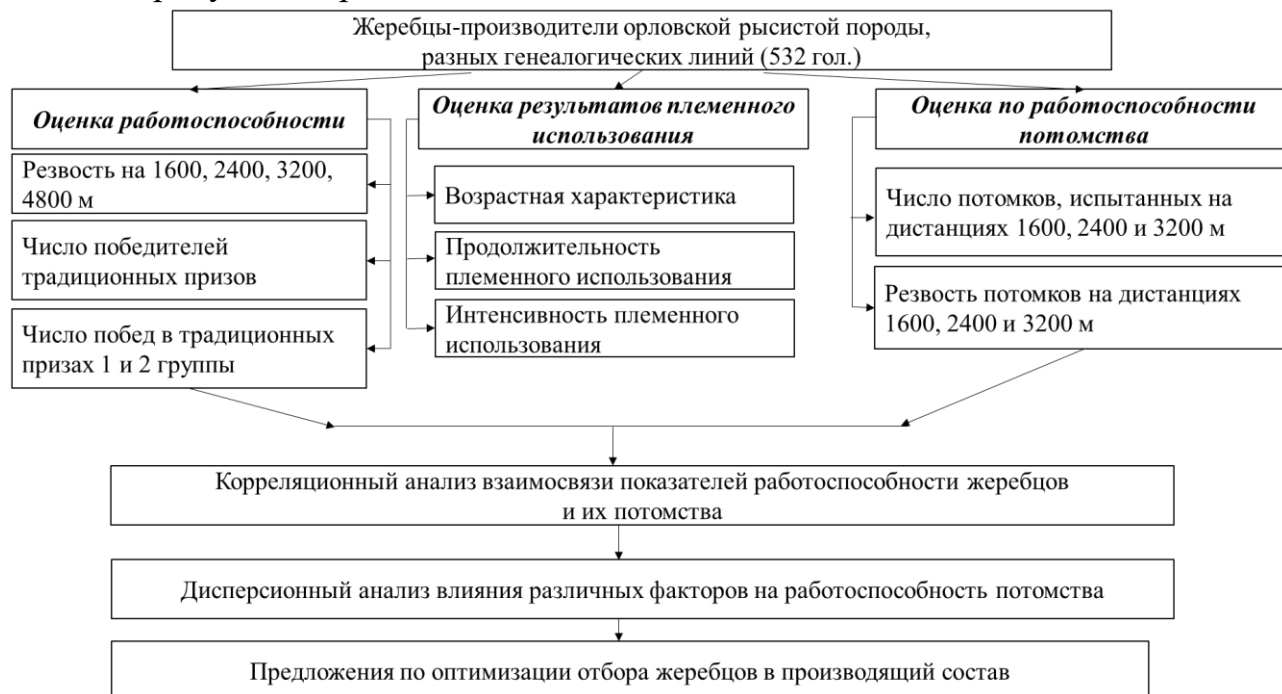 Жеребцы-производители орловской рысистой породы,
разных генеалогических линий (532 гол.)
Оценка работоспособности
Резвость на 1600, 2400, 3200,
4800 м
Число победителей
традиционных призов
Число побед в традиционных
призах 1 и 2 группы
Оценка результатов племенного
использования
Возрастная характеристика
Продолжительность
племенного использования
Интенсивность племенного
использования
Оценка по работоспособности
потомства
Число потомков, испытанных на
дистанциях 1600, 2400 и 3200 м
Резвость потомков на дистанциях
1600, 2400 и 3200 м
Корреляционный анализ взаимосвязи показателей работоспособности жеребцов
и их потомства
Дисперсионный анализ влияния различных факторов на работоспособность потомства
Предложения по оптимизации отбора жеребцов в производящий состав